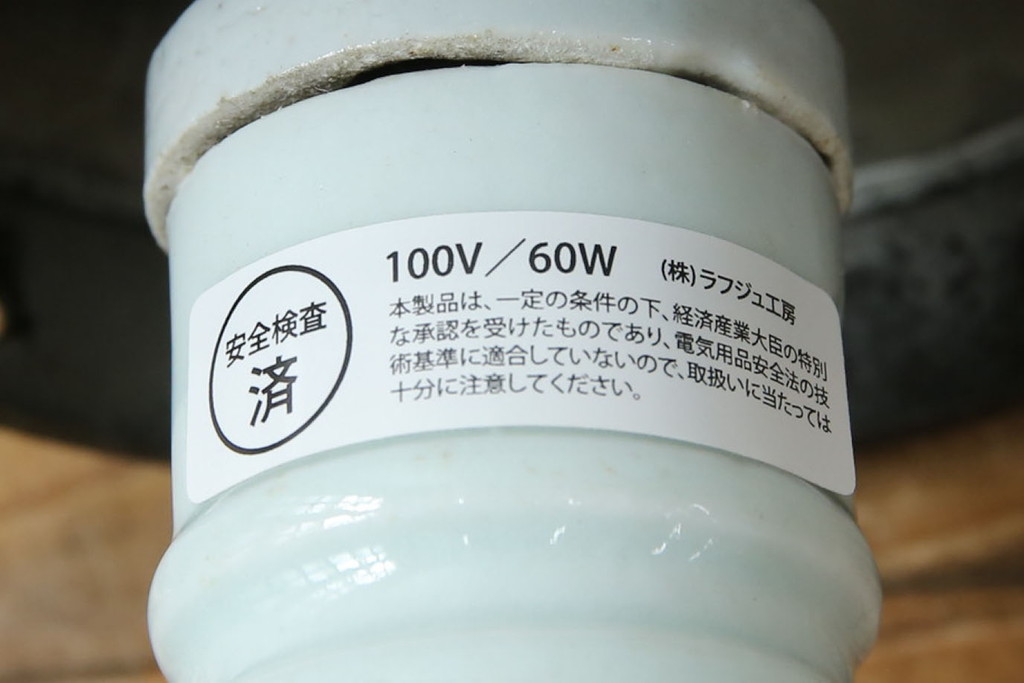 安全検査
済
100V／60W
(株)ラフジュ工房
本製品は、一定の条件の下、経済産業大臣の特別
な承認を受けたものであり、電気用品安全法の技
術基準に適合していないので、取扱いに当たっては
十分に注意してください。